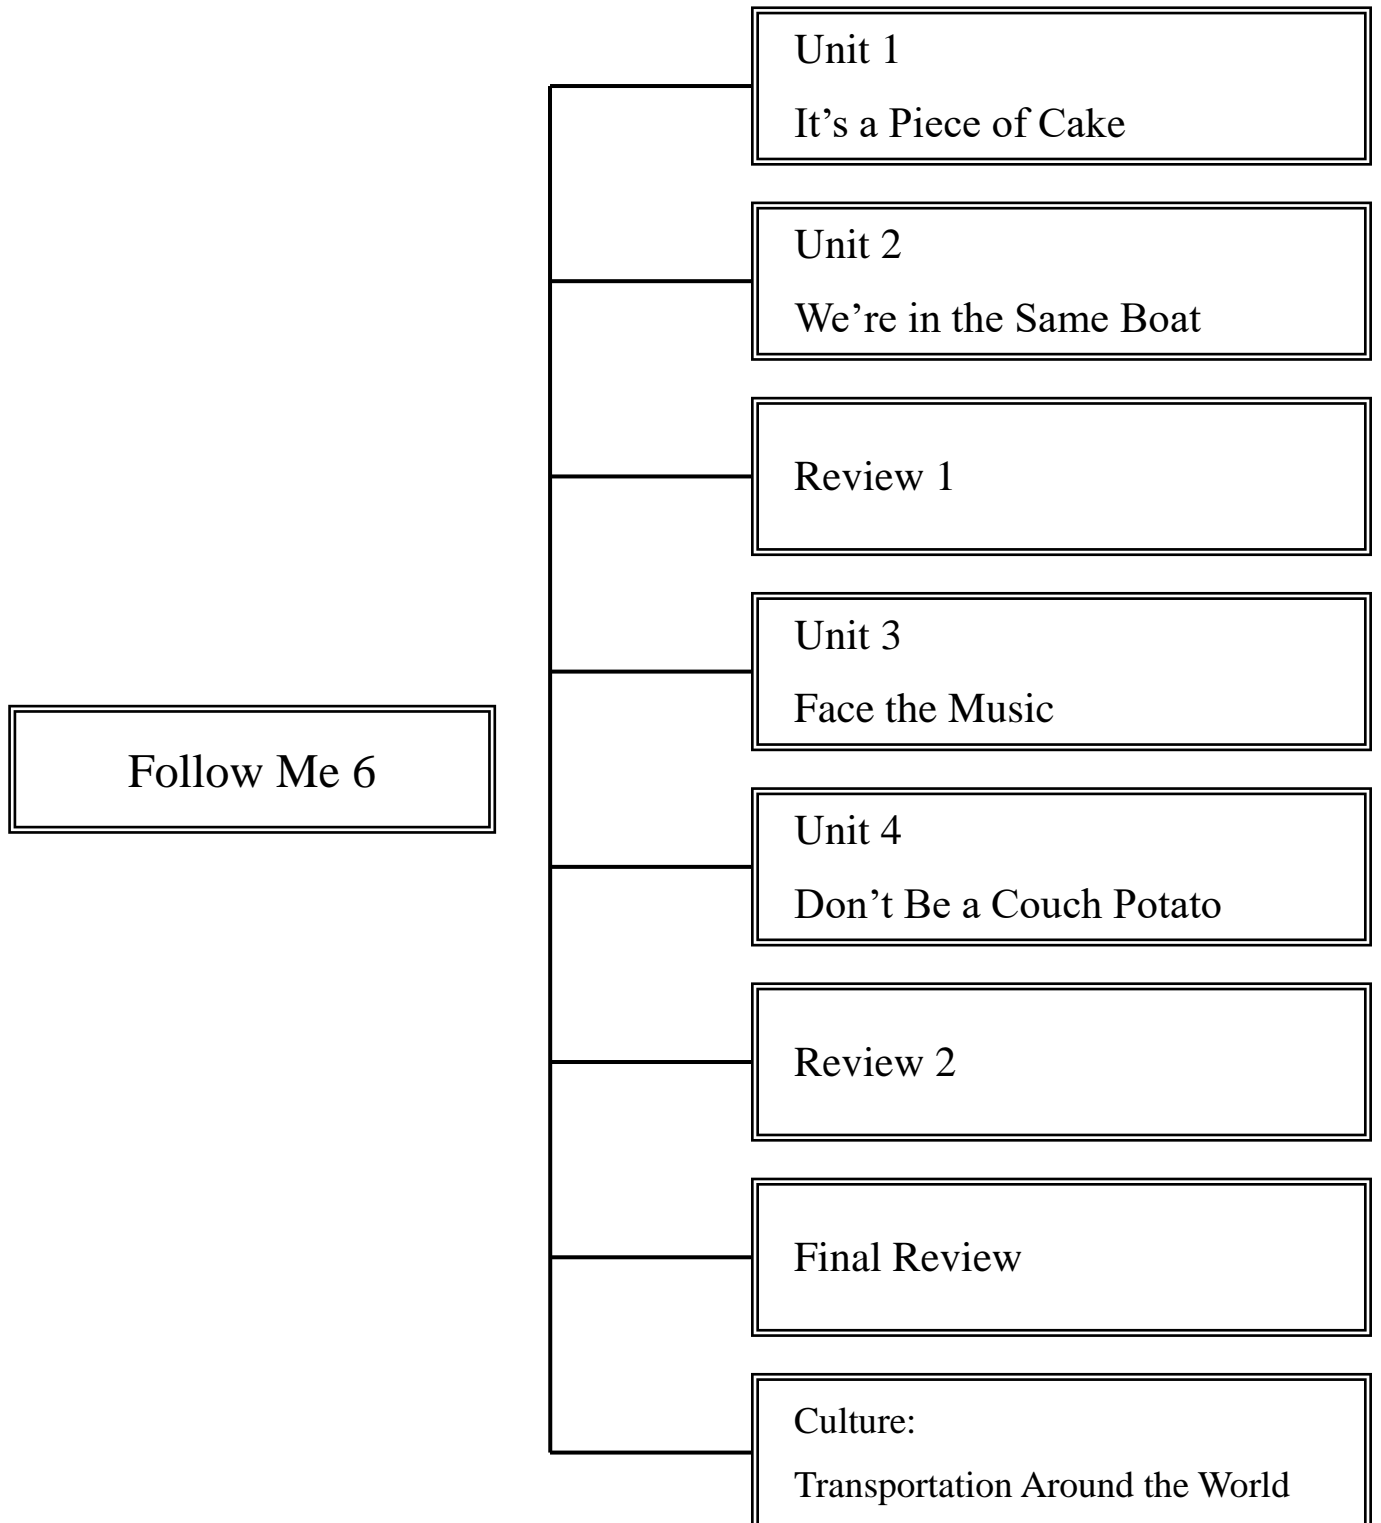 Follow Me 6
Unit 1
It’s a Piece of Cake
Unit 2
We’re in the Same Boat
Review 1
Unit 3
Face the Music
Unit 4
Don’t Be a Couch Potato
Review 2
Final Review
Culture:
Transportation Around the World